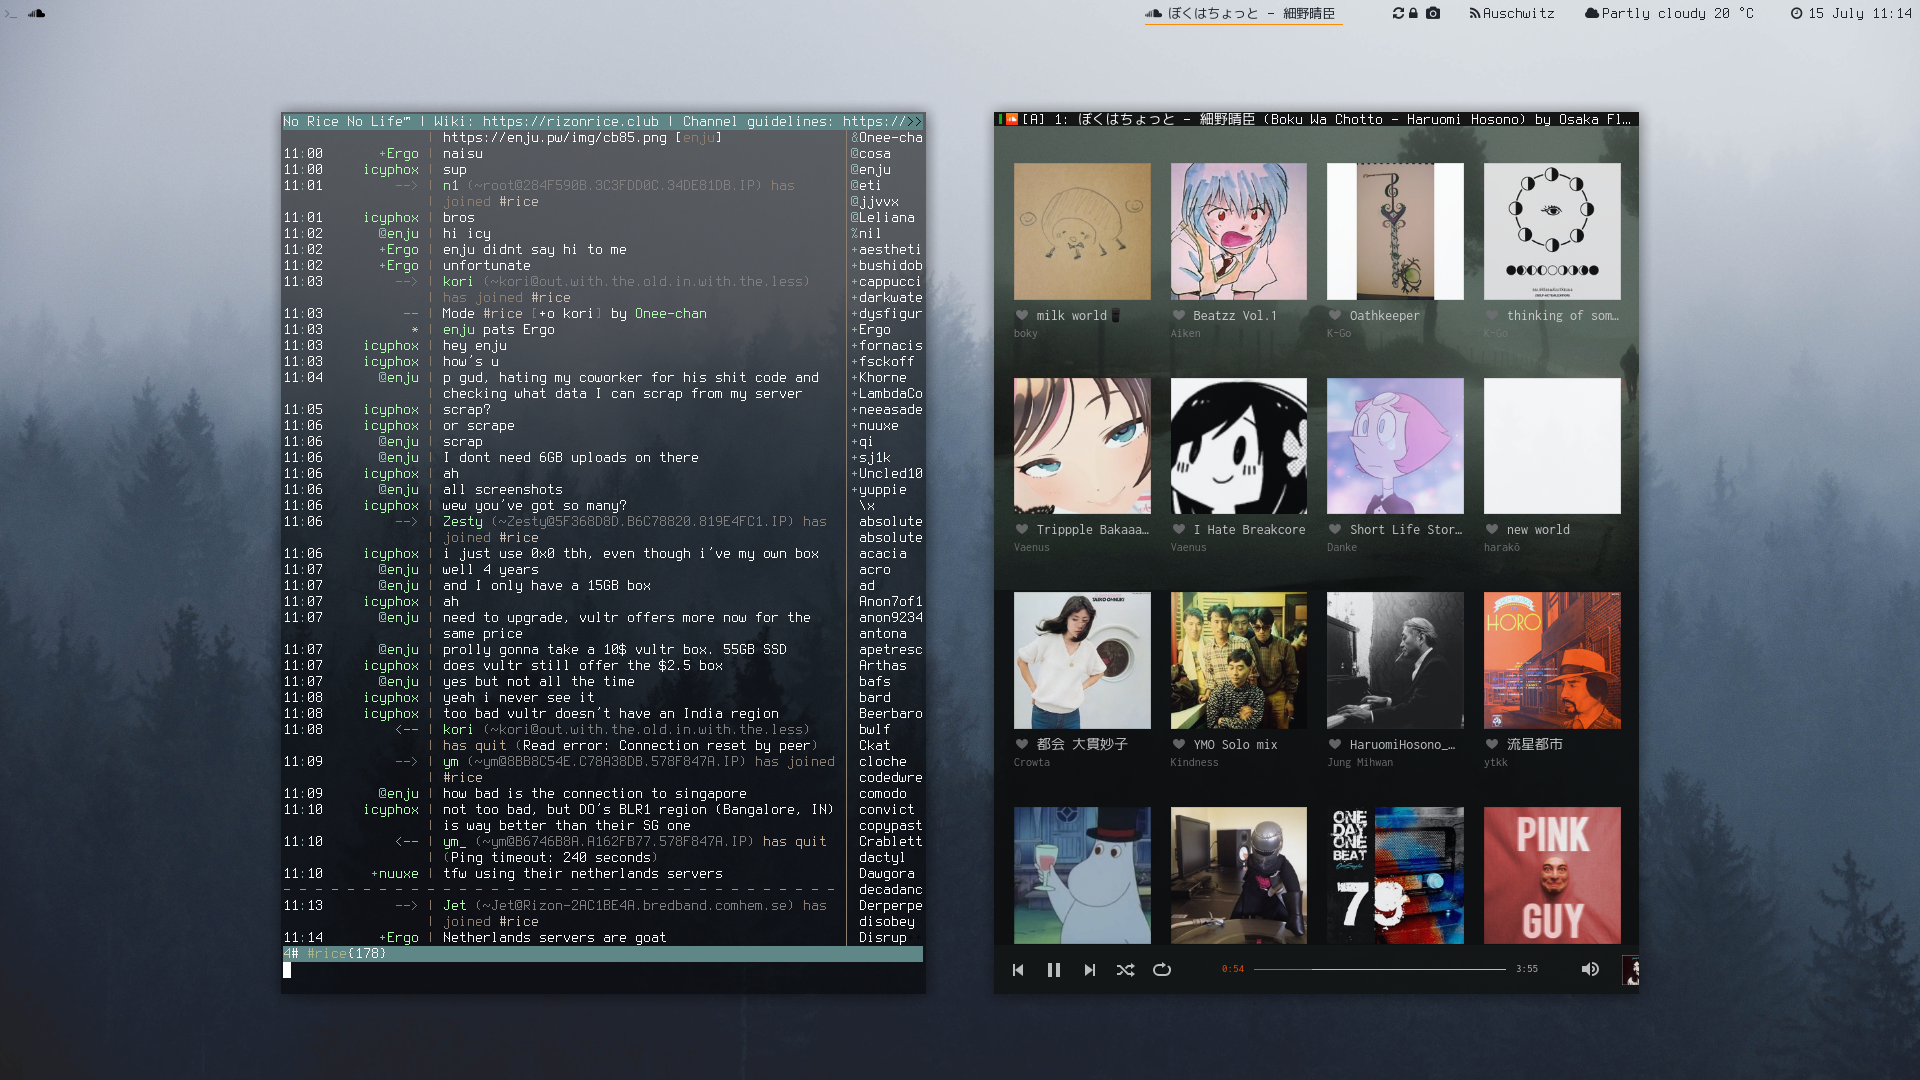 >_
ぼくはちょっと - 細野晴臣
Auschwitz
Partly cloudy 20 °C
15 July 11:14
No Rice No Life™ | Wiki: https://rizonrice.club | Channel guidelines: https://>>
| https://enju.pw/img/cb85.png [enju]
11:00 +Ergo | naisu
11:00 icyphox | sup
11:01 --> | n1 (~root@284F590B.3C3FDD0C.34DE81DB.IP) has
| joined #rice
11:01 icyphox | bros
11:02 @enju | hi icy
11:02 +Ergo | enju didnt say hi to me
11:02 +Ergo | unfortunate
11:03 --> | kori (~kori@out.with.the.old.in.with.the.less)
| has joined #rice
11:03 -- | Mode #rice [+o kori] by Onee-chan
11:03 * | enju pats Ergo
11:03 icyphox | hey enju
11:03 icyphox | how's u
11:04 @enju | p gud, hating my coworker for his shit code and
| checking what data I can scrap from my server
11:05 icyphox | scrap?
11:06 icyphox | or scrape
11:06 @enju | scrap
11:06 @enju | I dont need 6GB uploads on there
11:06 icyphox | ah
11:06 @enju | all screenshots
11:06 icyphox | wew you've got so many?
11:06 --> | Zesty (~Zesty@5F368D8D.B6C78820.819E4FC1.IP) has
| joined #rice
11:06 icyphox | i just use 0x0 tbh, even though i've my own box
11:07 @enju | well 4 years
11:07 @enju | and I only have a 15GB box
11:07 icyphox | ah
11:07 @enju | need to upgrade, vultr offers more now for the
| same price
11:07 @enju | prolly gonna take a 10$ vultr box. 55GB SSD
11:07 icyphox | does vultr still offer the $2.5 box
11:07 @enju | yes but not all the time
11:08 icyphox | yeah i never see it
11:08 icyphox | too bad vultr doesn't have an India region
11:08 <-- | kori (~kori@out.with.the.old.in.with.the.less)
| has quit (Read error: Connection reset by peer)
11:09 --> | ym (~ym@8BB8C54E.C78A38DB.578F847A.IP) has joined
| #rice
11:09 @enju | how bad is the connection to singapore
11:10 icyphox | not too bad, but DO's BLR1 region (Bangalore, IN)
| is way better than their SG one
11:10 <-- | ym_ (~ym@B6746B8A.A162FB77.578F847A.IP) has quit
| (Ping timeout: 240 seconds)
11:10 +nuuxe | tfw using their netherlands servers
11:13 --> | Jet (~Jet@Rizon-2AC1BE4A.bredband.comhem.se) has
| joined #rice
11:14 +Ergo | Netherlands servers are goat
4# #rice{178}
&Onee-cha
@cosa
@enju
@eti
@jjvvx
@Leliana
%nil
+aestheti
+bushidob
+cappucci
+darkwate
+dysfigur
+Ergo
+fornacis
+fsckoff
+Khorne
+LambdaCo
+neeasade
+nuuxe
+qi
+sj1k
+Uncled10
+yuppie
\x
absolute
absolute
acacia
acro
ad
Anon7of1
anon9234
antona
apetresc
Arthas
bafs
bard
Beerbaro
bwlf
Ckat
cloche
codedwre
comodo
convict
copypast
Crablett
dactyl
Dawgora
decadanc
Derperpe
disobey
Disrup
[A] 1: ぼくはちょっと - 細野晴臣 (Boku Wa Chotto - Haruomi Hosono) by Osaka Fl...
milk world
boky
Beatzz Vol.1
Aiken
Oathkeeper
K-Go
thinking of som...
K-Go
Trippple Bakaaa...
Vaenus
I Hate Breakcore
Vaenus
Short Life Stor...
Danke
new world
harakō
TAEKO OHNUKI
HORO
都会 大貫妙子
Crowta
YMO Solo mix
Kindness
HaruomiHosono_...
Jung Mihwan
流星都市
ytkk
ONE
DAY
ONE
BEAT
7
PINK
GUY
0:54
3:55